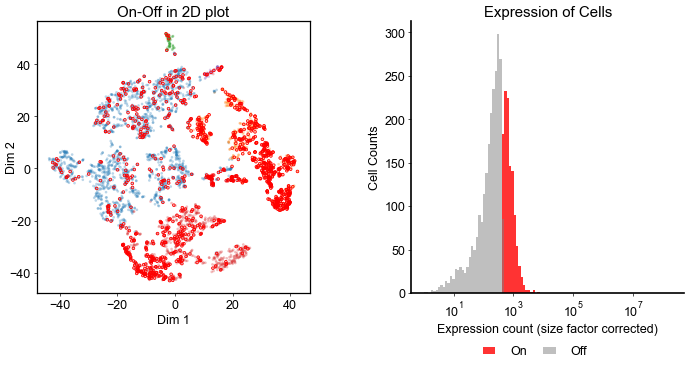 On-Off in 2D plot
Dim 2
40
20
0
−20
−40
−40 −20 0 20 40
Dim 1
Expression of Cells
Cell Counts
300
250
200
150
100
50
0
10^1 10^3 10^5 10^7
Expression count (size factor corrected)
On Off